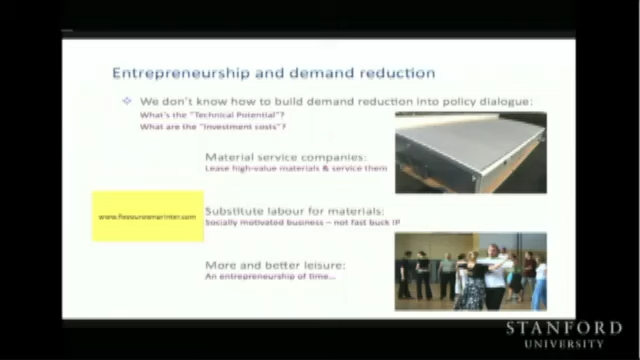 Entrepreneurship and demand reduction
We don't know how to build demand reduction into policy dialogue:
What's the "Technical Potential"?
What are the "Investment costs"?
Material service companies:
Lease high-value materials & service them
Substitute labour for materials:
Socially motivated business – not fast buck IP
More and better leisure:
An entrepreneurship of time...
STANFORD
UNIVERSITY